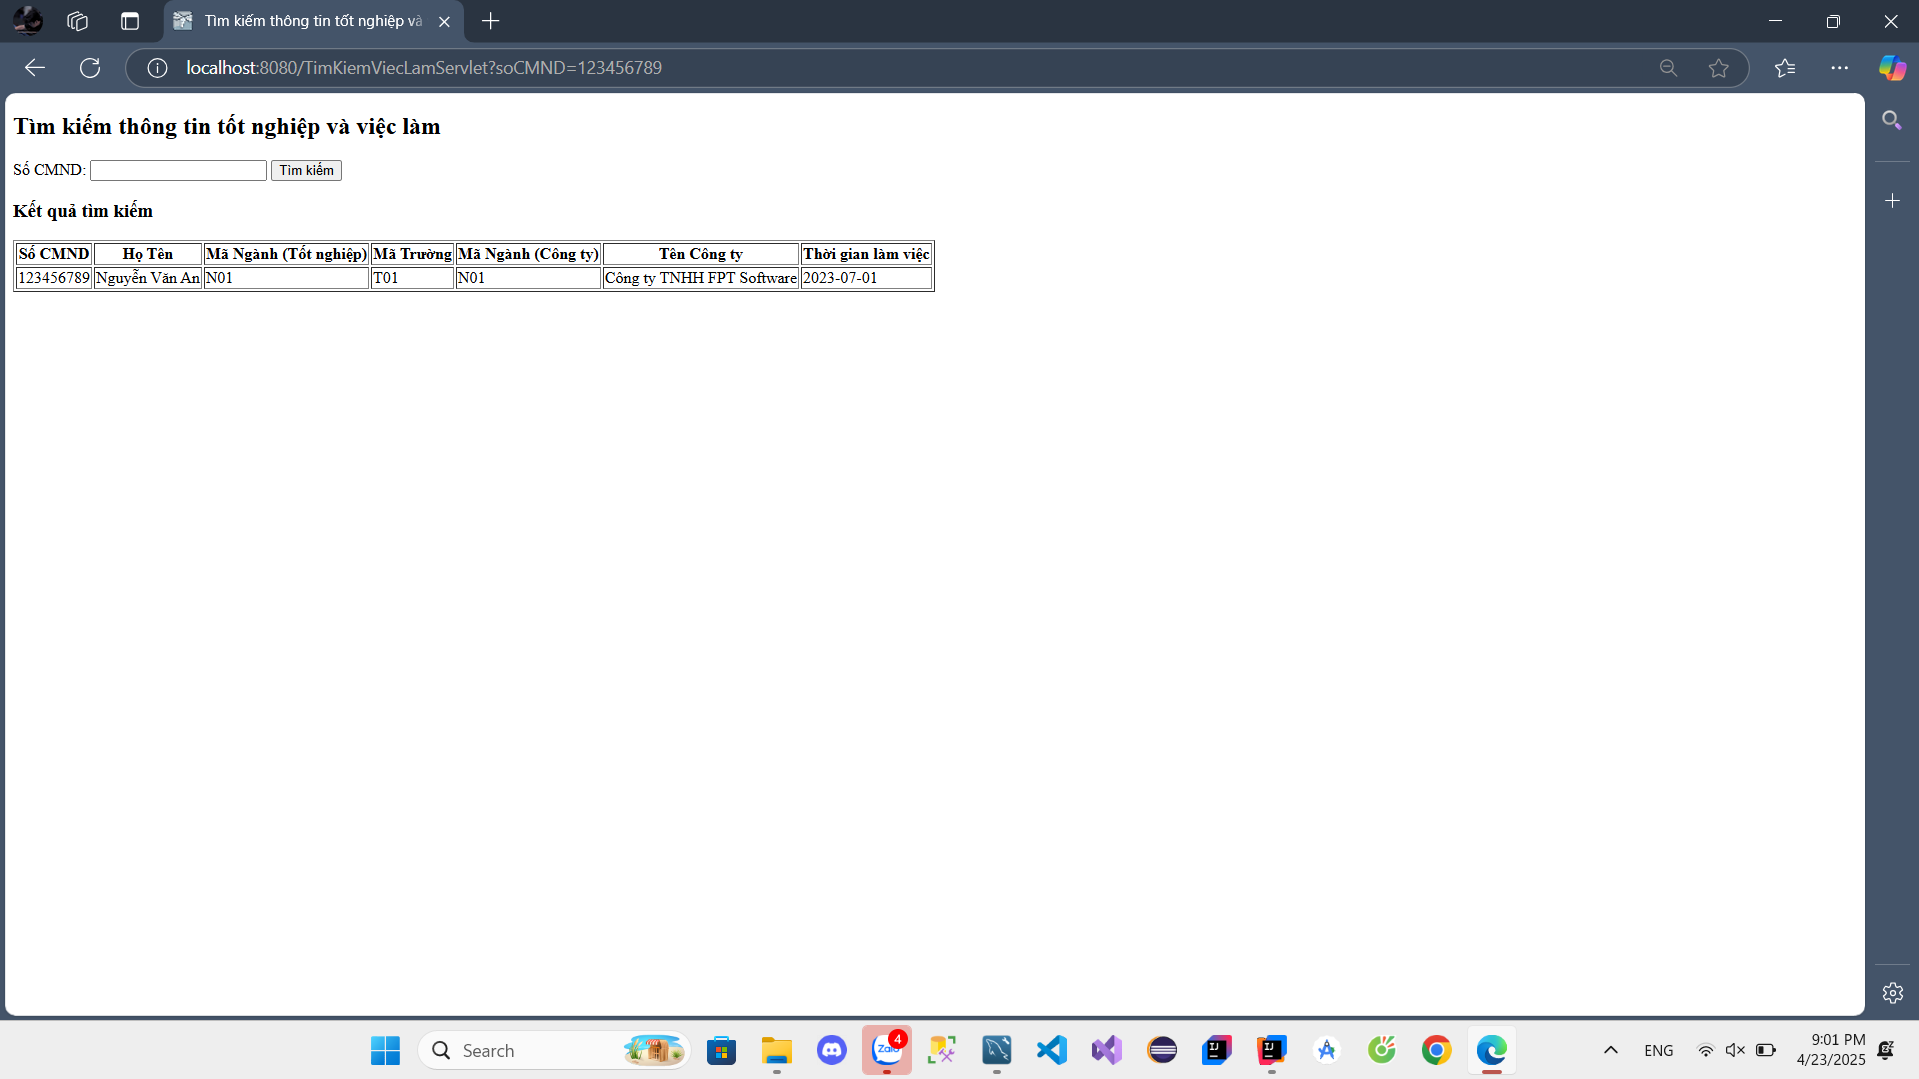 Tìm kiếm thông tin tốt nghiệp và
localhost:8080/TimKiemViecLamServlet?soCMND=123456789
Tìm kiếm thông tin tốt nghiệp và việc làm
Số CMND: Tìm kiếm
Kết quả tìm kiếm
Số CMND Họ Tên Mã Ngành (Tốt nghiệp) Mã Trường Mã Ngành (Công ty) Tên Công ty Thời gian làm việc
123456789 Nguyễn Văn An N01 T01 N01 Công ty TNHH FPT Software 2023-07-01
Search
Zalo
4
IJ
IJ
ENG
9:01 PM
4/23/2025